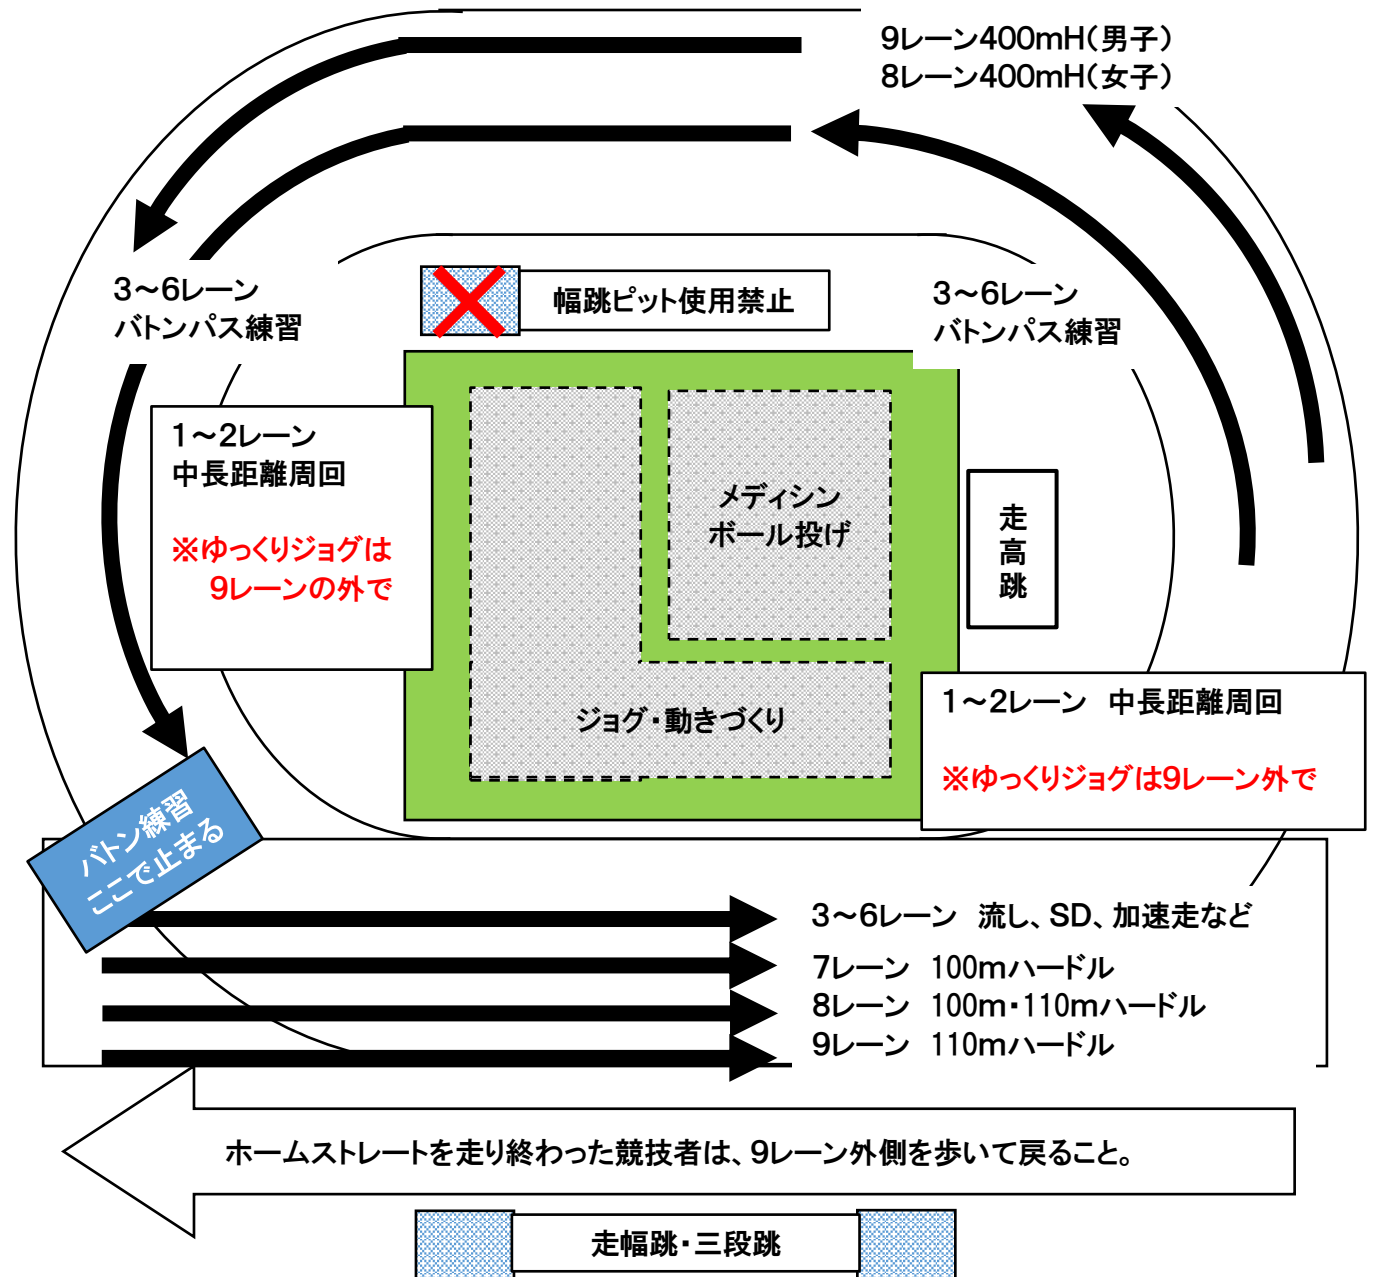 9レーン400mH(男子)
8レーン400mH(女子)
3～6レーン
バトンパス練習
幅跳ピット使用禁止
3～6レーン
バトンパス練習
1～2レーン
中長距離周回
※ゆっくりジョグは
9レーンの外で
メディシン
ボール投げ
走
高
跳
ジョグ・動きづくり
1～2レーン　中長距離周回
※ゆっくりジョグは9レーン外で
バトン練習
ここで止まる
3～6レーン　流し、SD、加速走など
7レーン　100mハードル
8レーン　100m・110mハードル
9レーン　110mハードル
ホームストレートを走り終わった競技者は、9レーン外側を歩いて戻ること。
走幅跳・三段跳